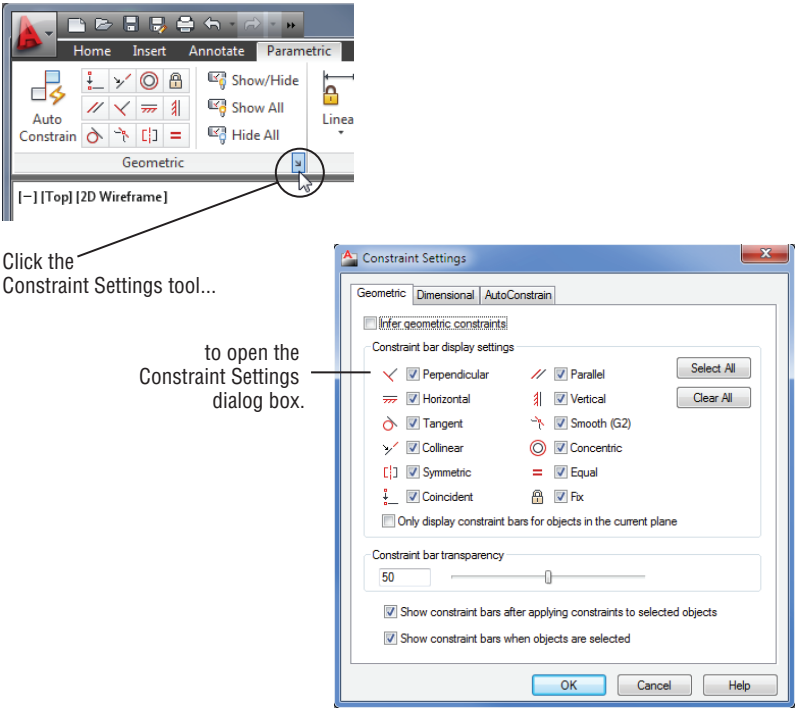 Home Insert Annotate Parametric
Auto
Constrain
Show/Hide
Show All
Hide All
Linea
Geometric
[−] [Top] [2D Wireframe]
Click the
Constraint Settings tool...
to open the
Constraint Settings
dialog box.
Constraint Settings
Geometric Dimensional AutoConstrain
Infer geometric constraints
Constraint bar display settings
Perpendicular Parallel Select All
Horizontal Vertical Clear All
Tangent Smooth (G2)
Collinear Concentric
Symmetric Equal
Coincident Fix
Only display constraint bars for objects in the current plane
Constraint bar transparency
50
Show constraint bars after applying constraints to selected objects
Show constraint bars when objects are selected
OK Cancel Help